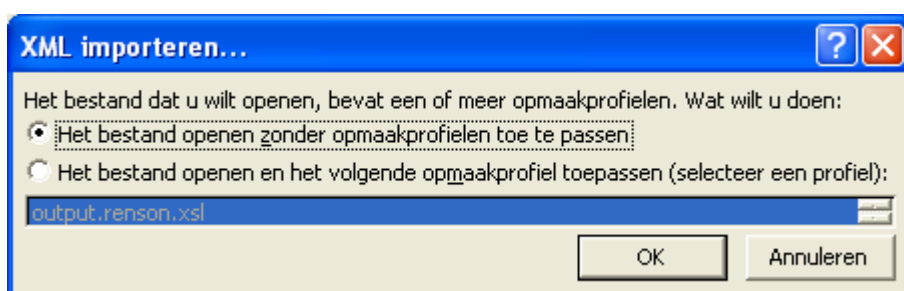 XML importeren...
Het bestand dat u wilt openen, bevat een of meer opmaakprofielen. Wat wilt u doen:
Het bestand openen zonder opmaakprofielen toe te passen
Het bestand openen en het volgende opmaakprofiel toepassen (selecteer een profiel):
output.renson.xsl
OK Annuleren